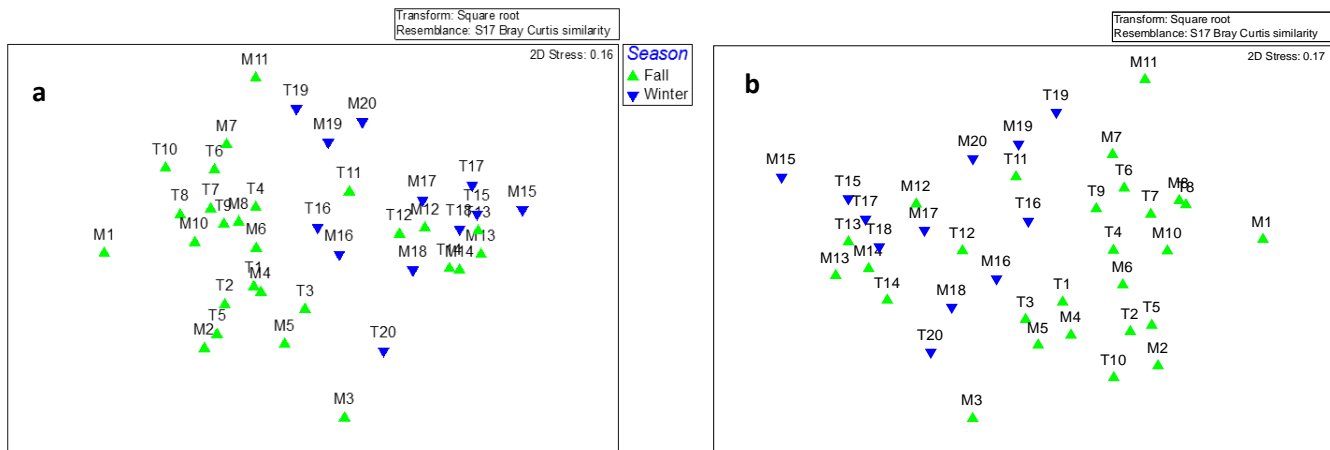 Transform: Square root
Resemblance: S17 Bray Curtis similarity
2D Stress: 0.16
a
M11
T19
M20
M19
M7
T10
T6
T17
T11
M17
T15
M15
T8
T7
T4
T9
M8
T16
T12
M12
T18
T13
M10
M6
M1
M16
M18
M13
T14
M14
T1
M4
T2
T3
T5
M2
M5
T20
M3
Season
Fall
Winter
Transform: Square root
Resemblance: S17 Bray Curtis similarity
2D Stress: 0.17
b
M11
T19
M19
M20
M7
M15
T11
T6
T15
M12
T9
M8
T8
T17
T7
T16
M17
M1
T13
T18
T12
T4
M10
M13
M14
M16
M6
T14
M18
T1
T3
T5
T2
M5
M4
T20
M2
T10
M3